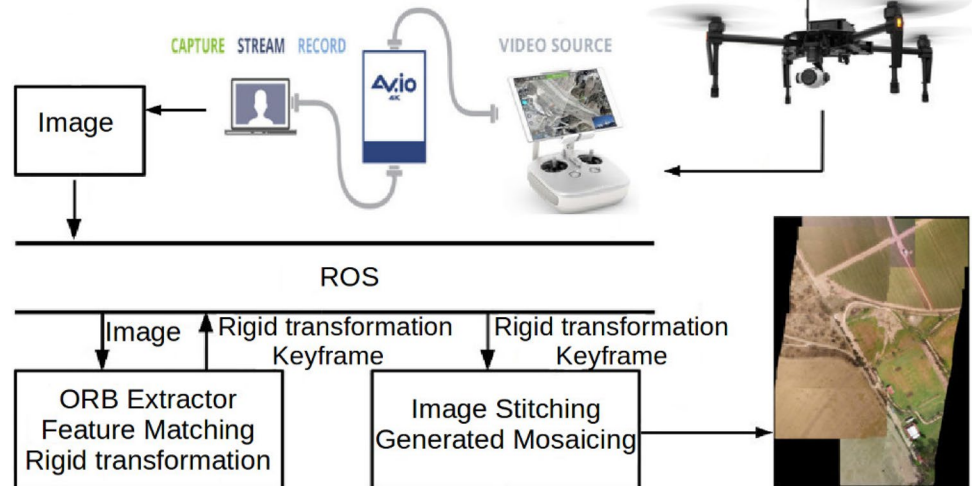 CAPTURE STREAM RECORD
AV.io
4K
VIDEO SOURCE
Image
ROS
Image
Rigid transformation
Keyframe
Rigid transformation
Keyframe
ORB Extractor
Feature Matching
Rigid transformation
Image Stitching
Generated Mosaicing